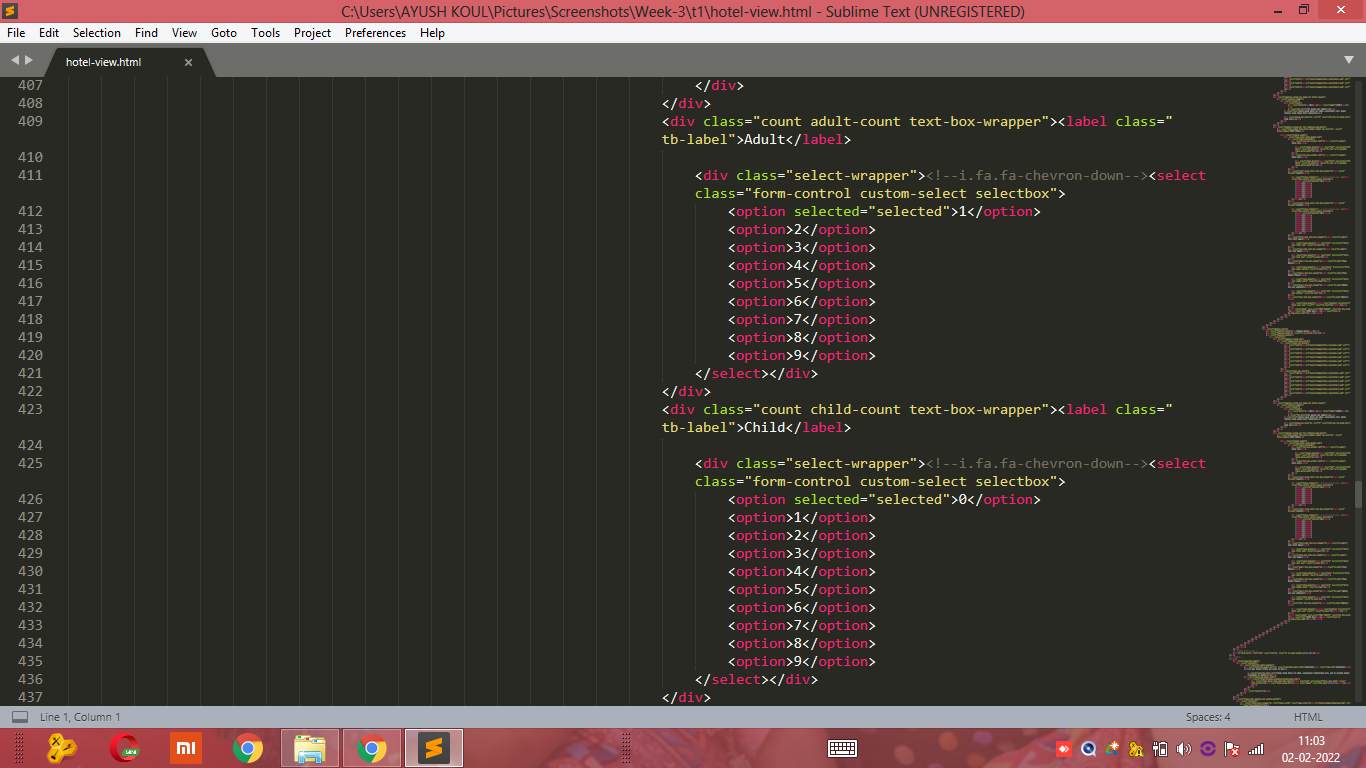 C:\Users\AYUSH KOUL\Pictures\Screenshots\Week-3\t1\hotel-view.html - Sublime Text (UNREGISTERED)
File Edit Selection Find View Goto Tools Project Preferences Help
hotel-view.html
407 </div>
408 </div>
409 <div class="count adult-count text-box-wrapper"><label class="
tb-label">Adult</label>
410
411 <div class="select-wrapper"><!--i.fa.fa-chevron-down--><select
class="form-control custom-select selectbox">
412 <option selected="selected">1</option>
413 <option>2</option>
414 <option>3</option>
415 <option>4</option>
416 <option>5</option>
417 <option>6</option>
418 <option>7</option>
419 <option>8</option>
420 <option>9</option>
421 </select></div>
422 </div>
423 <div class="count child-count text-box-wrapper"><label class="
tb-label">Child</label>
424
425 <div class="select-wrapper"><!--i.fa.fa-chevron-down--><select
class="form-control custom-select selectbox">
426 <option selected="selected">0</option>
427 <option>1</option>
428 <option>2</option>
429 <option>3</option>
430 <option>4</option>
431 <option>5</option>
432 <option>6</option>
433 <option>7</option>
434 <option>8</option>
435 <option>9</option>
436 </select></div>
437 </div>
Line 1, Column 1 Spaces: 4 HTML
mi
11:03
02-02-2022